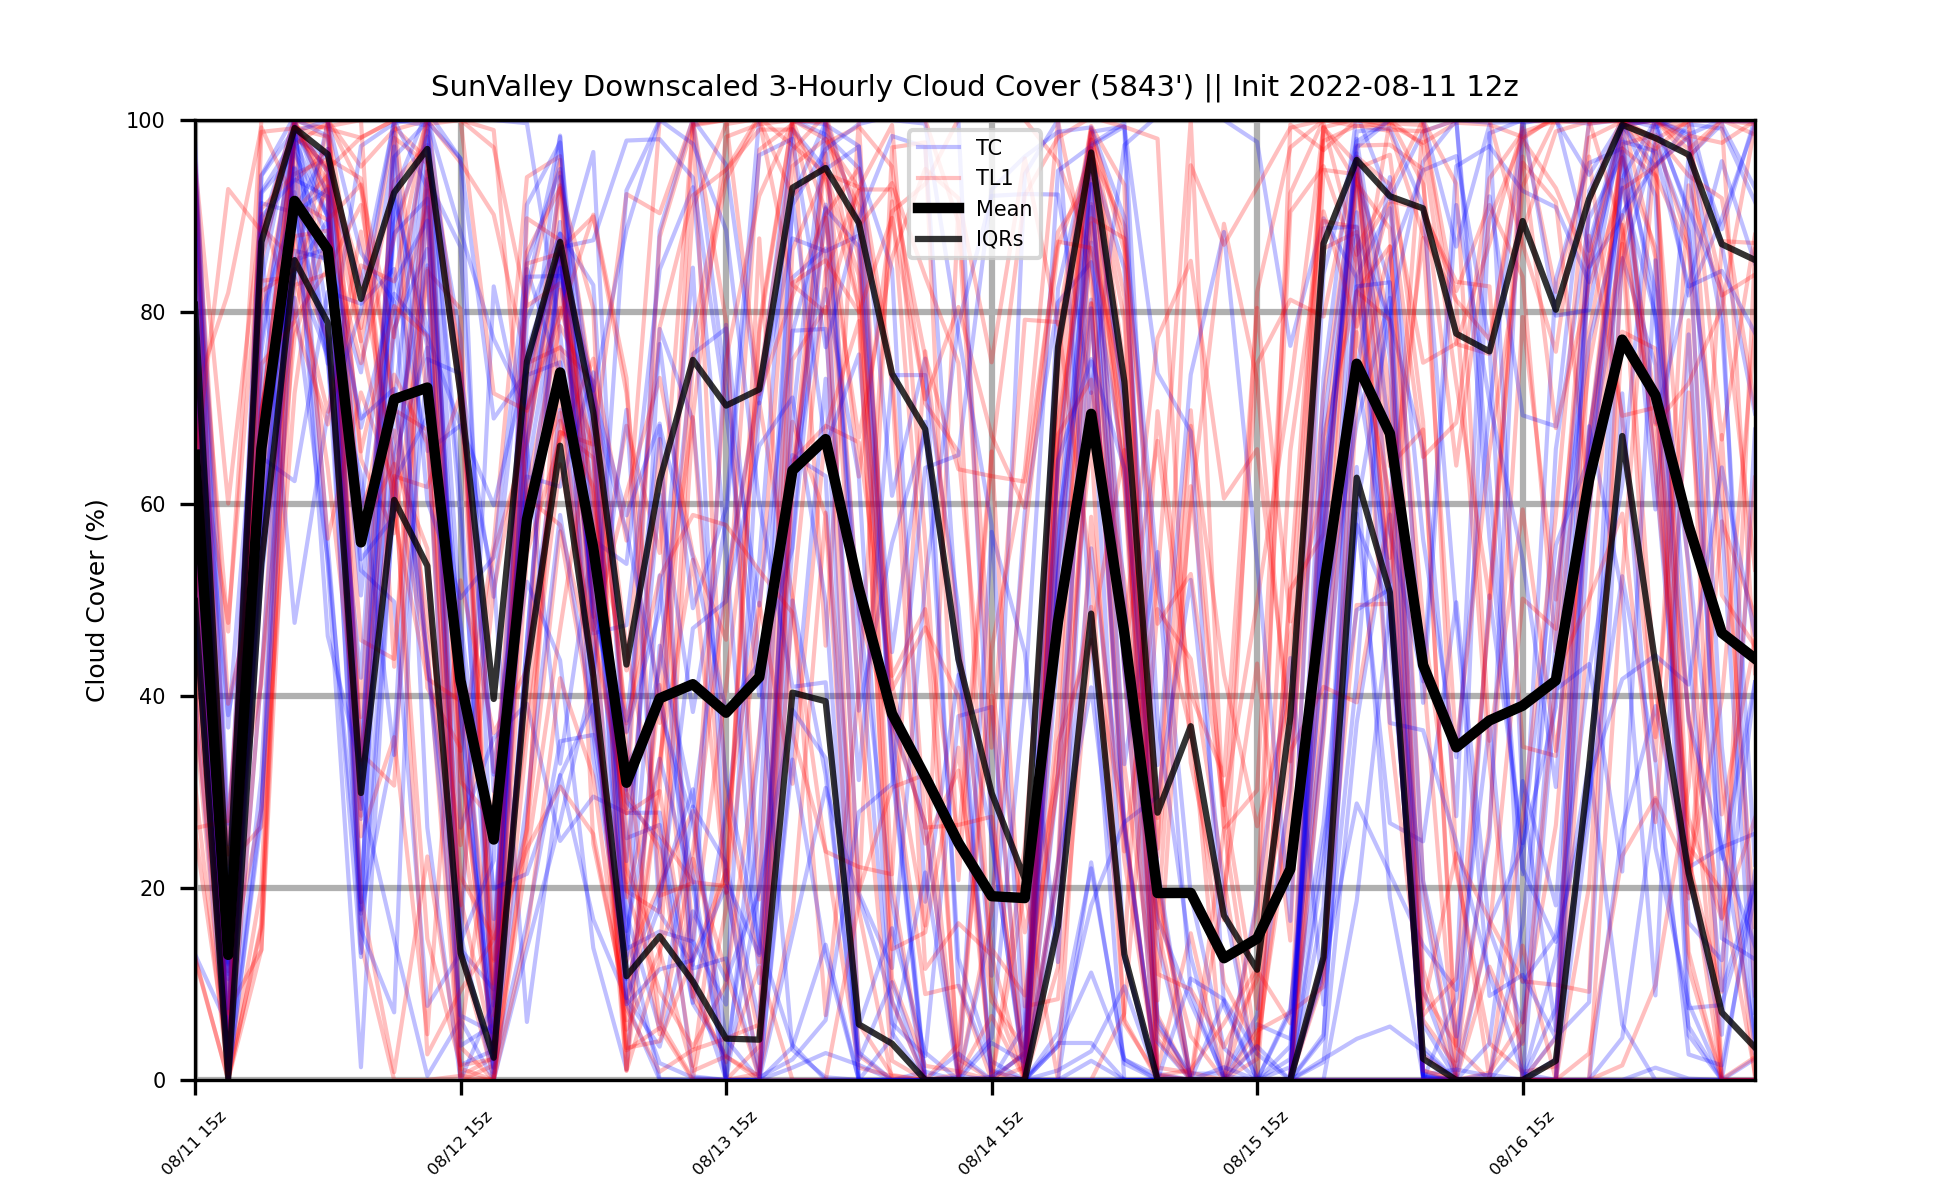 SunValley Downscaled 3-Hourly Cloud Cover (5843') || Init 2022-08-11 12z
Cloud Cover (%)
100
80
60
40
20
0
TC
TL1
Mean
IQRs
08/11 15z
08/12 15z
08/13 15z
08/14 15z
08/15 15z
08/16 15z